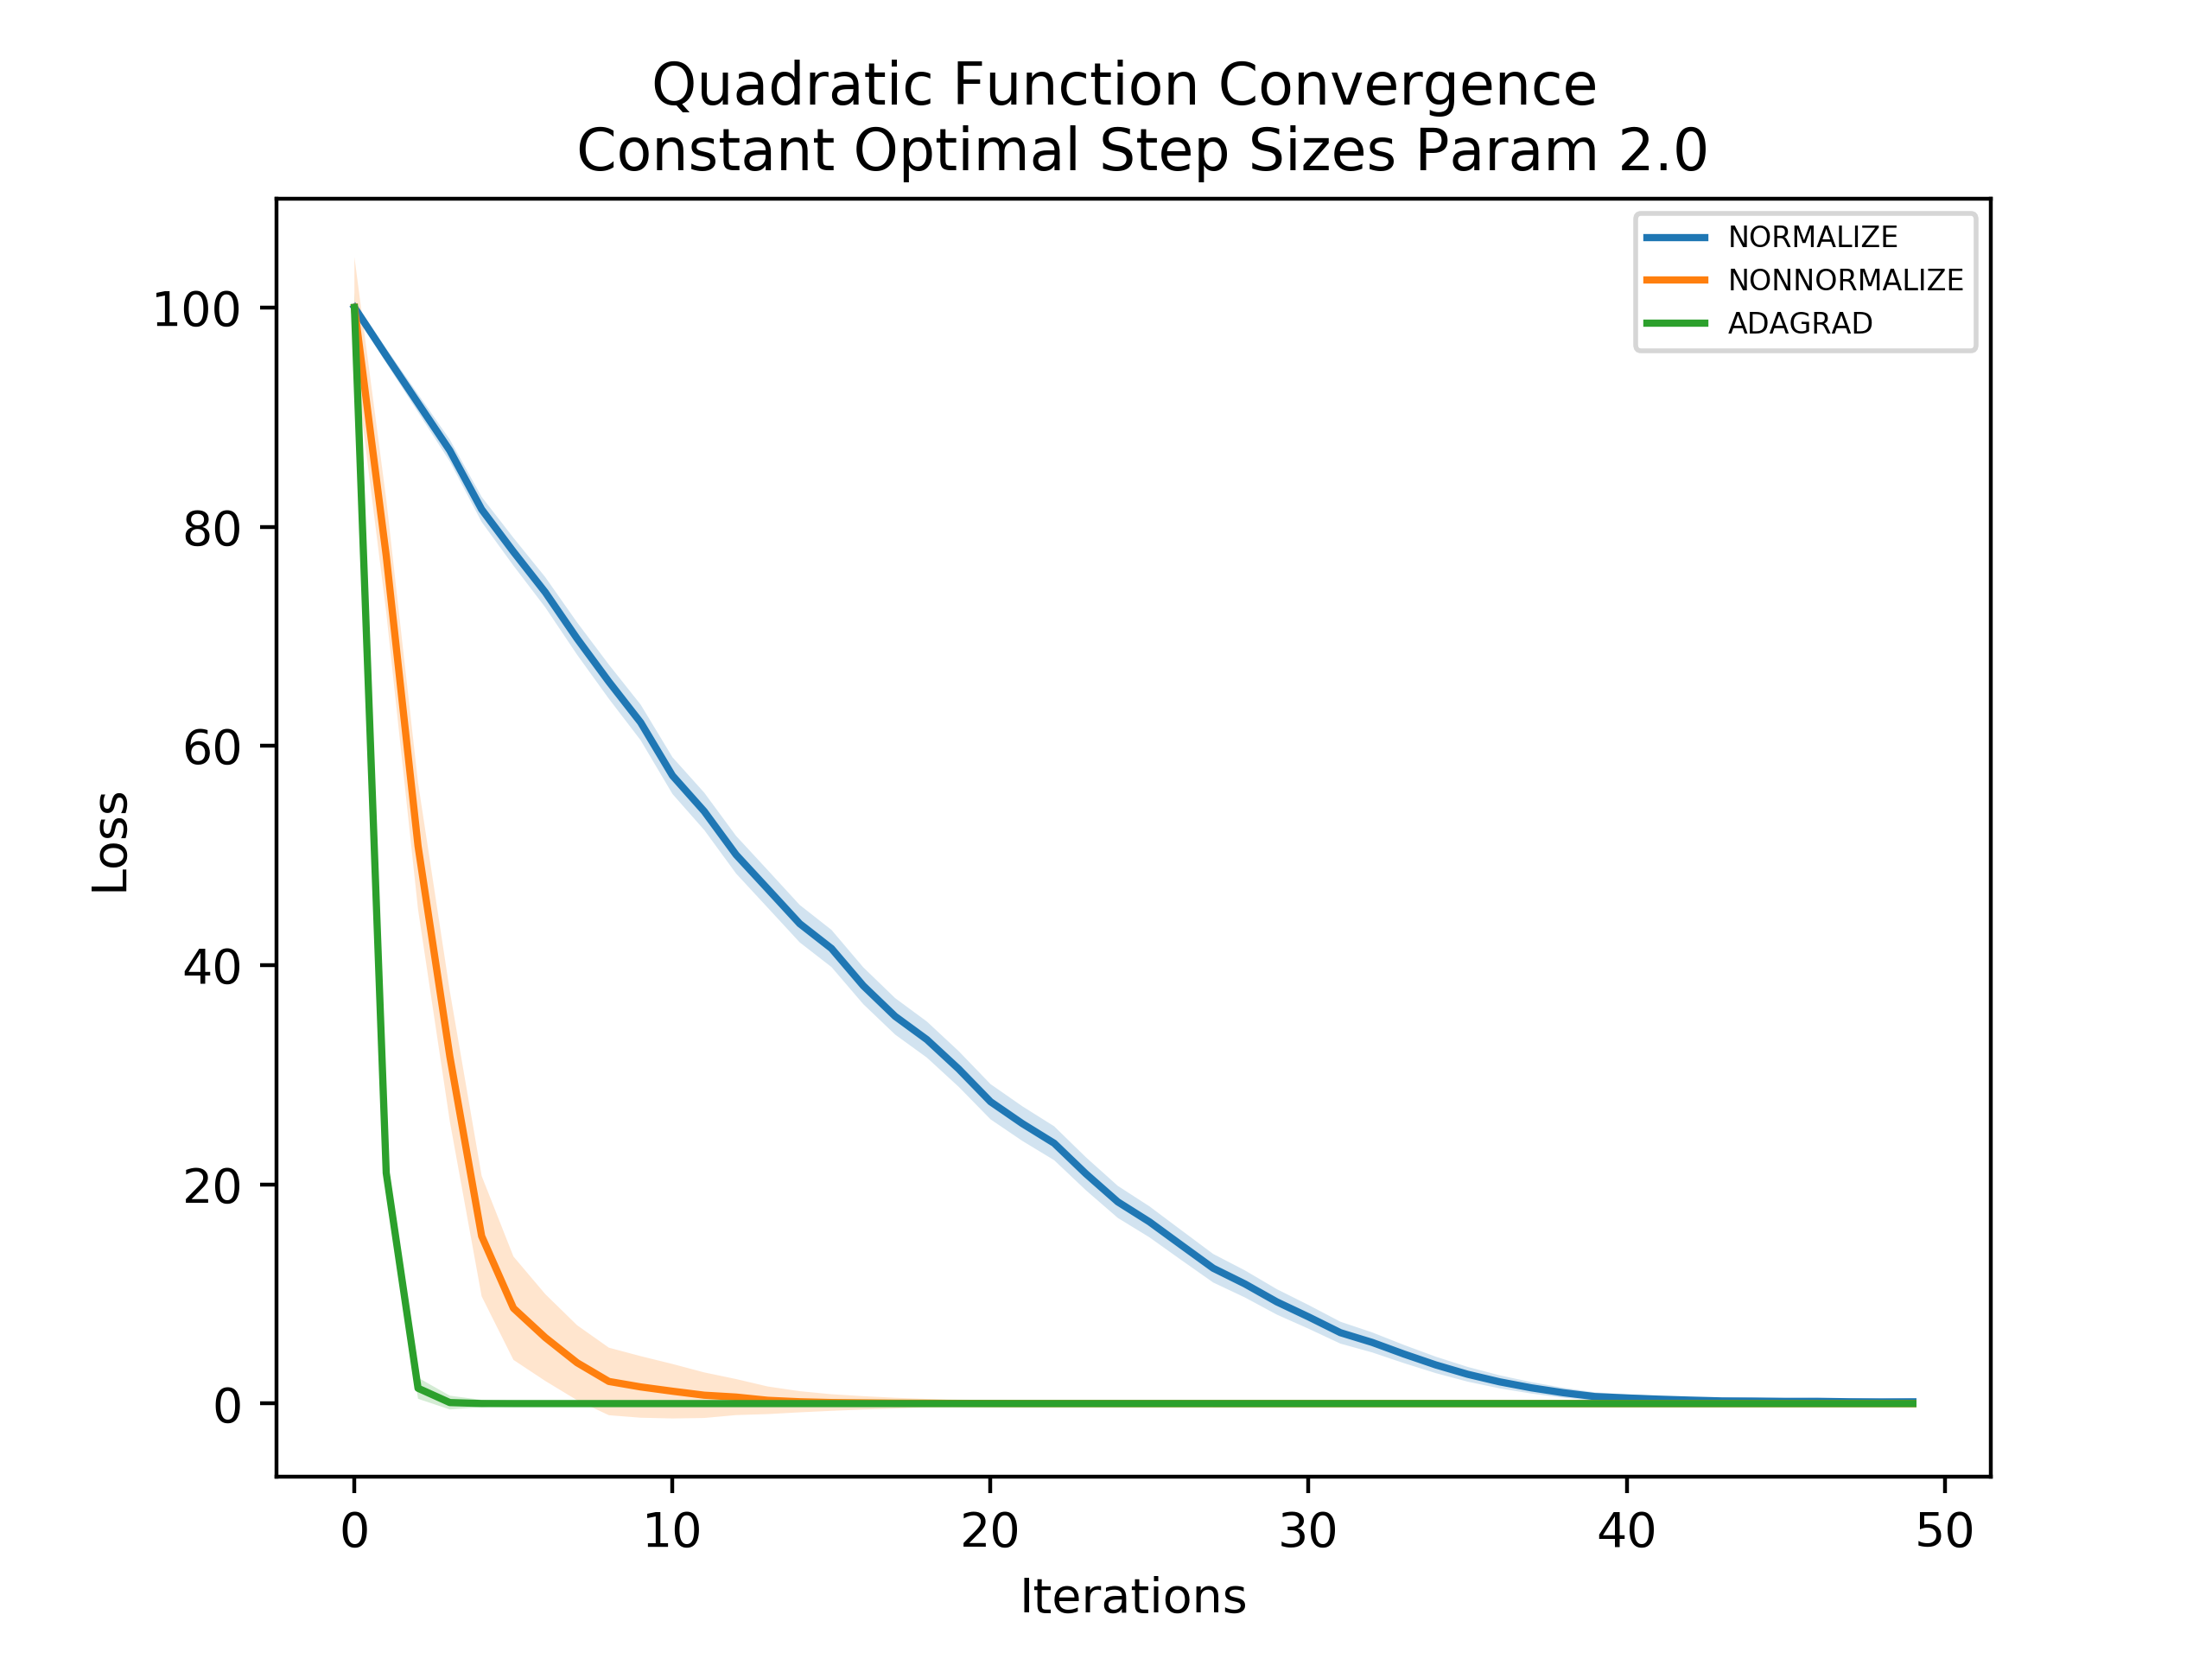 Quadratic Function Convergence
Constant Optimal Step Sizes Param 2.0
NORMALIZE
NONNORMALIZE
ADAGRAD
100
80
60
40
20
0
Loss
0 10 20 30 40 50
Iterations